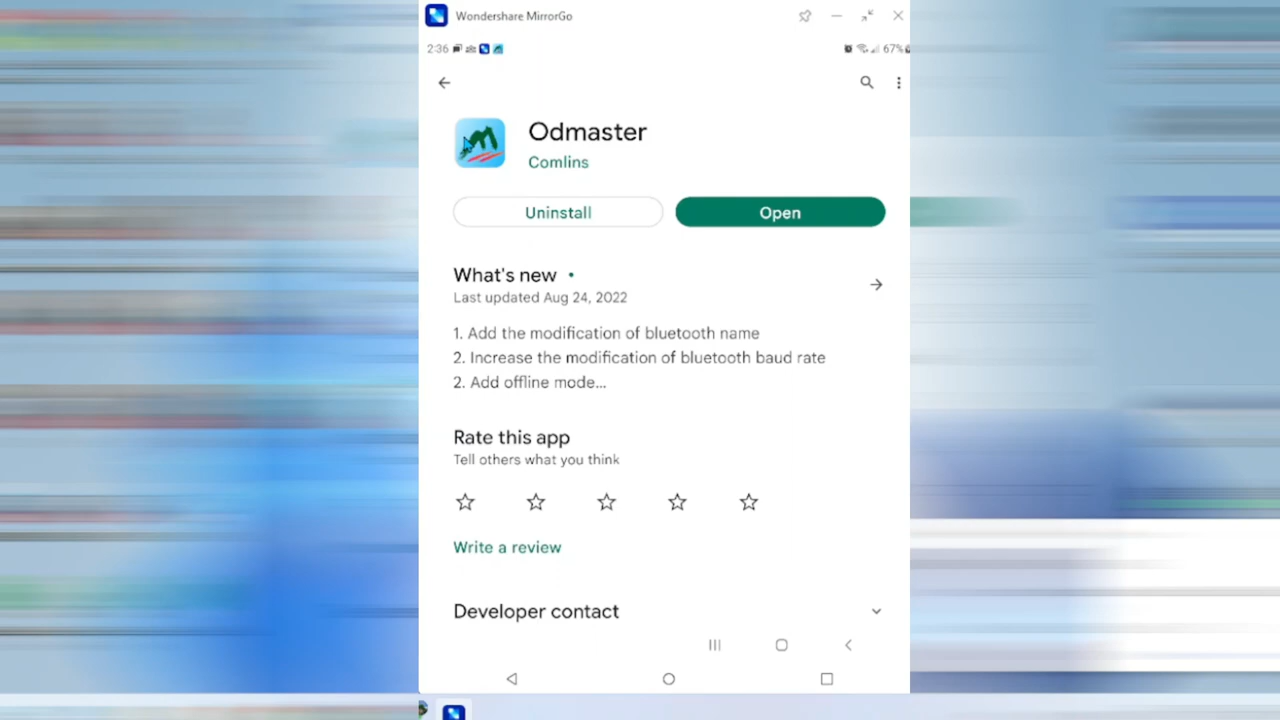 Wondershare MirrorGo
2:36
67%
Odmaster
Comlins
Uninstall
Open
What's new
Last updated Aug 24, 2022
1. Add the modification of bluetooth name
2. Increase the modification of bluetooth baud rate
2. Add offline mode...
Rate this app
Tell others what you think
Write a review
Developer contact